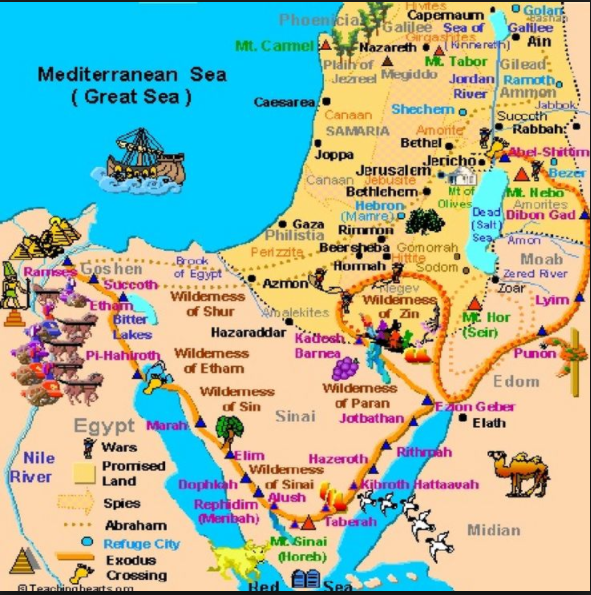 Phoenicia
Hivites
Capernaum
Golan
Bashan
Galilee
Sea of
Galilee
(Kinnereth)
Girgashites
Mt. Carmel
Nazareth
Ain
Mt. Tabor
Plain of
Jezreel
Megiddo
Gilead
Mediterranean Sea
( Great Sea )
Jordan
River
Ramoth
Ammon
Caesarea
Shechem
Jabbok
Canaan
SAMARIA
Succoth
Amorite
Rabbah
Joppa
Bethel
Abel-Shittim
Jericho
Jerusalem
Bezer
Canaan
Jebusite
Bethlehem
Mt of
Olives
Mt. Nebo
Amorites
Hebron
(Mamre)
Dead
(Salt)
Sea
Dibon Gad
Gaza
Rimmon
Philistia
Arnon
Beersheba
Gomorrah
Perizzite
Hittite
Moab
Hormah
Sodom
Zered River
Ramses
Goshen
Brook
of Egypt
Succoth
Azmon
Negev
Zoar
Etham
Wilderness
of Shur
Wilderness
of Zin
Iyim
Bitter
Lakes
Amalekites
Mt. Hor
(Seir)
Hazaraddar
Kadesh
Barnea
Pi-Hahiroth
Wilderness
of Etham
Punon
Wilderness
of Sin
Wilderness
of Paran
Edom
Sinai
Ezion Geber
Jotbathan
Elath
Marah
Egypt
Wars
Rithmah
Nile
River
Elim
Hazeroth
Promised
Land
Wilderness
of Sinai
Dophkah
Kibroth Hattaavah
Spies
Alush
Rephidim
(Meribah)
Taberah
Abraham
Midian
Refuge City
Mt. Sinai
(Horeb)
Exodus
Crossing
Red Sea
©Teachinghearts.org